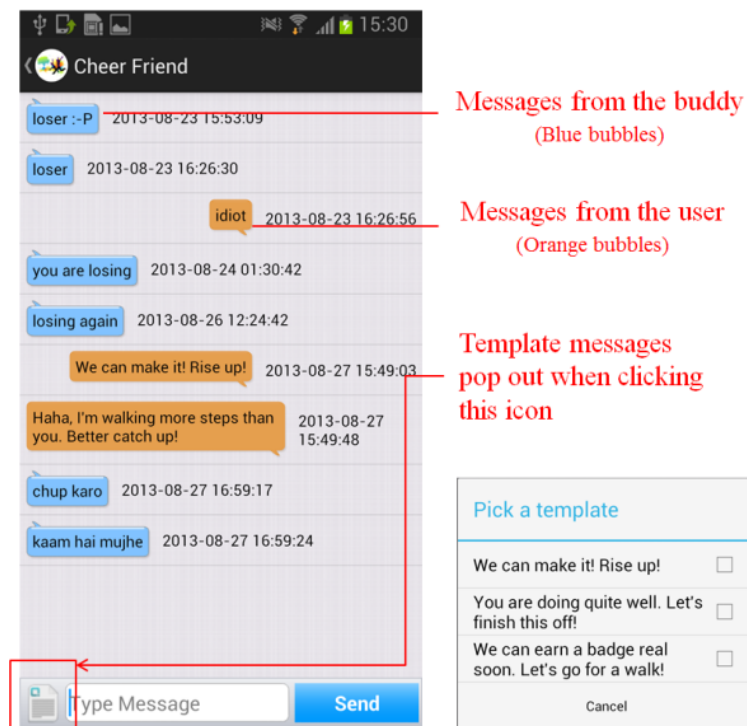 15:30
Cheer Friend
loser :-P 2013-08-23 15:53:09
loser 2013-08-23 16:26:30
idiot 2013-08-23 16:26:56
you are losing 2013-08-24 01:30:42
losing again 2013-08-26 12:24:42
We can make it! Rise up! 2013-08-27 15:49:03
Haha, I'm walking more steps than
you. Better catch up!
2013-08-27
15:49:48
chup karo 2013-08-27 16:59:17
kaam hai mujhe 2013-08-27 16:59:24
Type Message
Send
Messages from the buddy
(Blue bubbles)
Messages from the user
(Orange bubbles)
Template messages
pop out when clicking
this icon
Pick a template
We can make it! Rise up!
You are doing quite well. Let's
finish this off!
We can earn a badge real
soon. Let's go for a walk!
Cancel